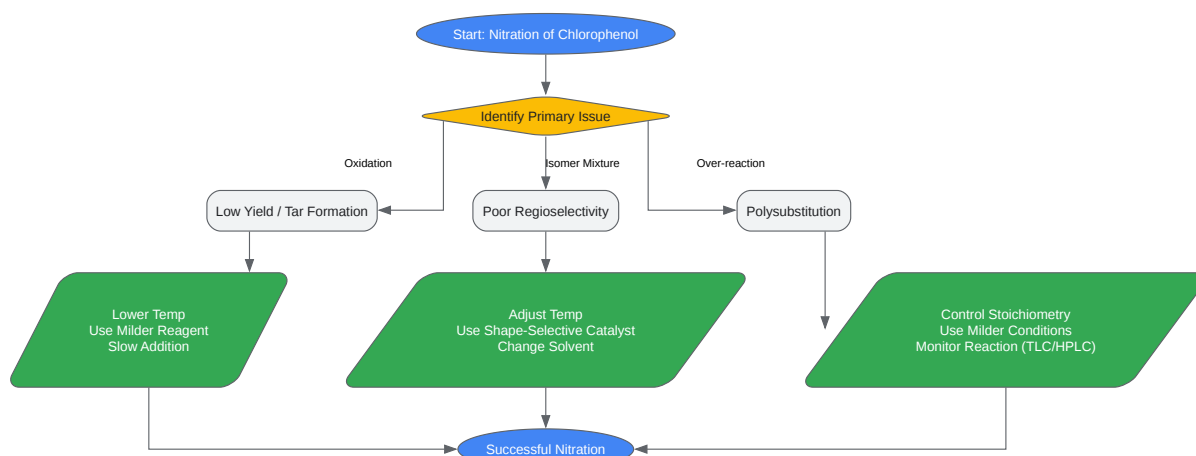 Start: Nitration of Chlorophenol
Identify Primary Issue
Oxidation
Isomer Mixture
Over-reaction
Low Yield / Tar Formation
Poor Regioselectivity
Polysubstitution
Lower Temp
Use Milder Reagent
Slow Addition
Adjust Temp
Use Shape-Selective Catalyst
Change Solvent
Control Stoichiometry
Use Milder Conditions
Monitor Reaction (TLC/HPLC)
Successful Nitration